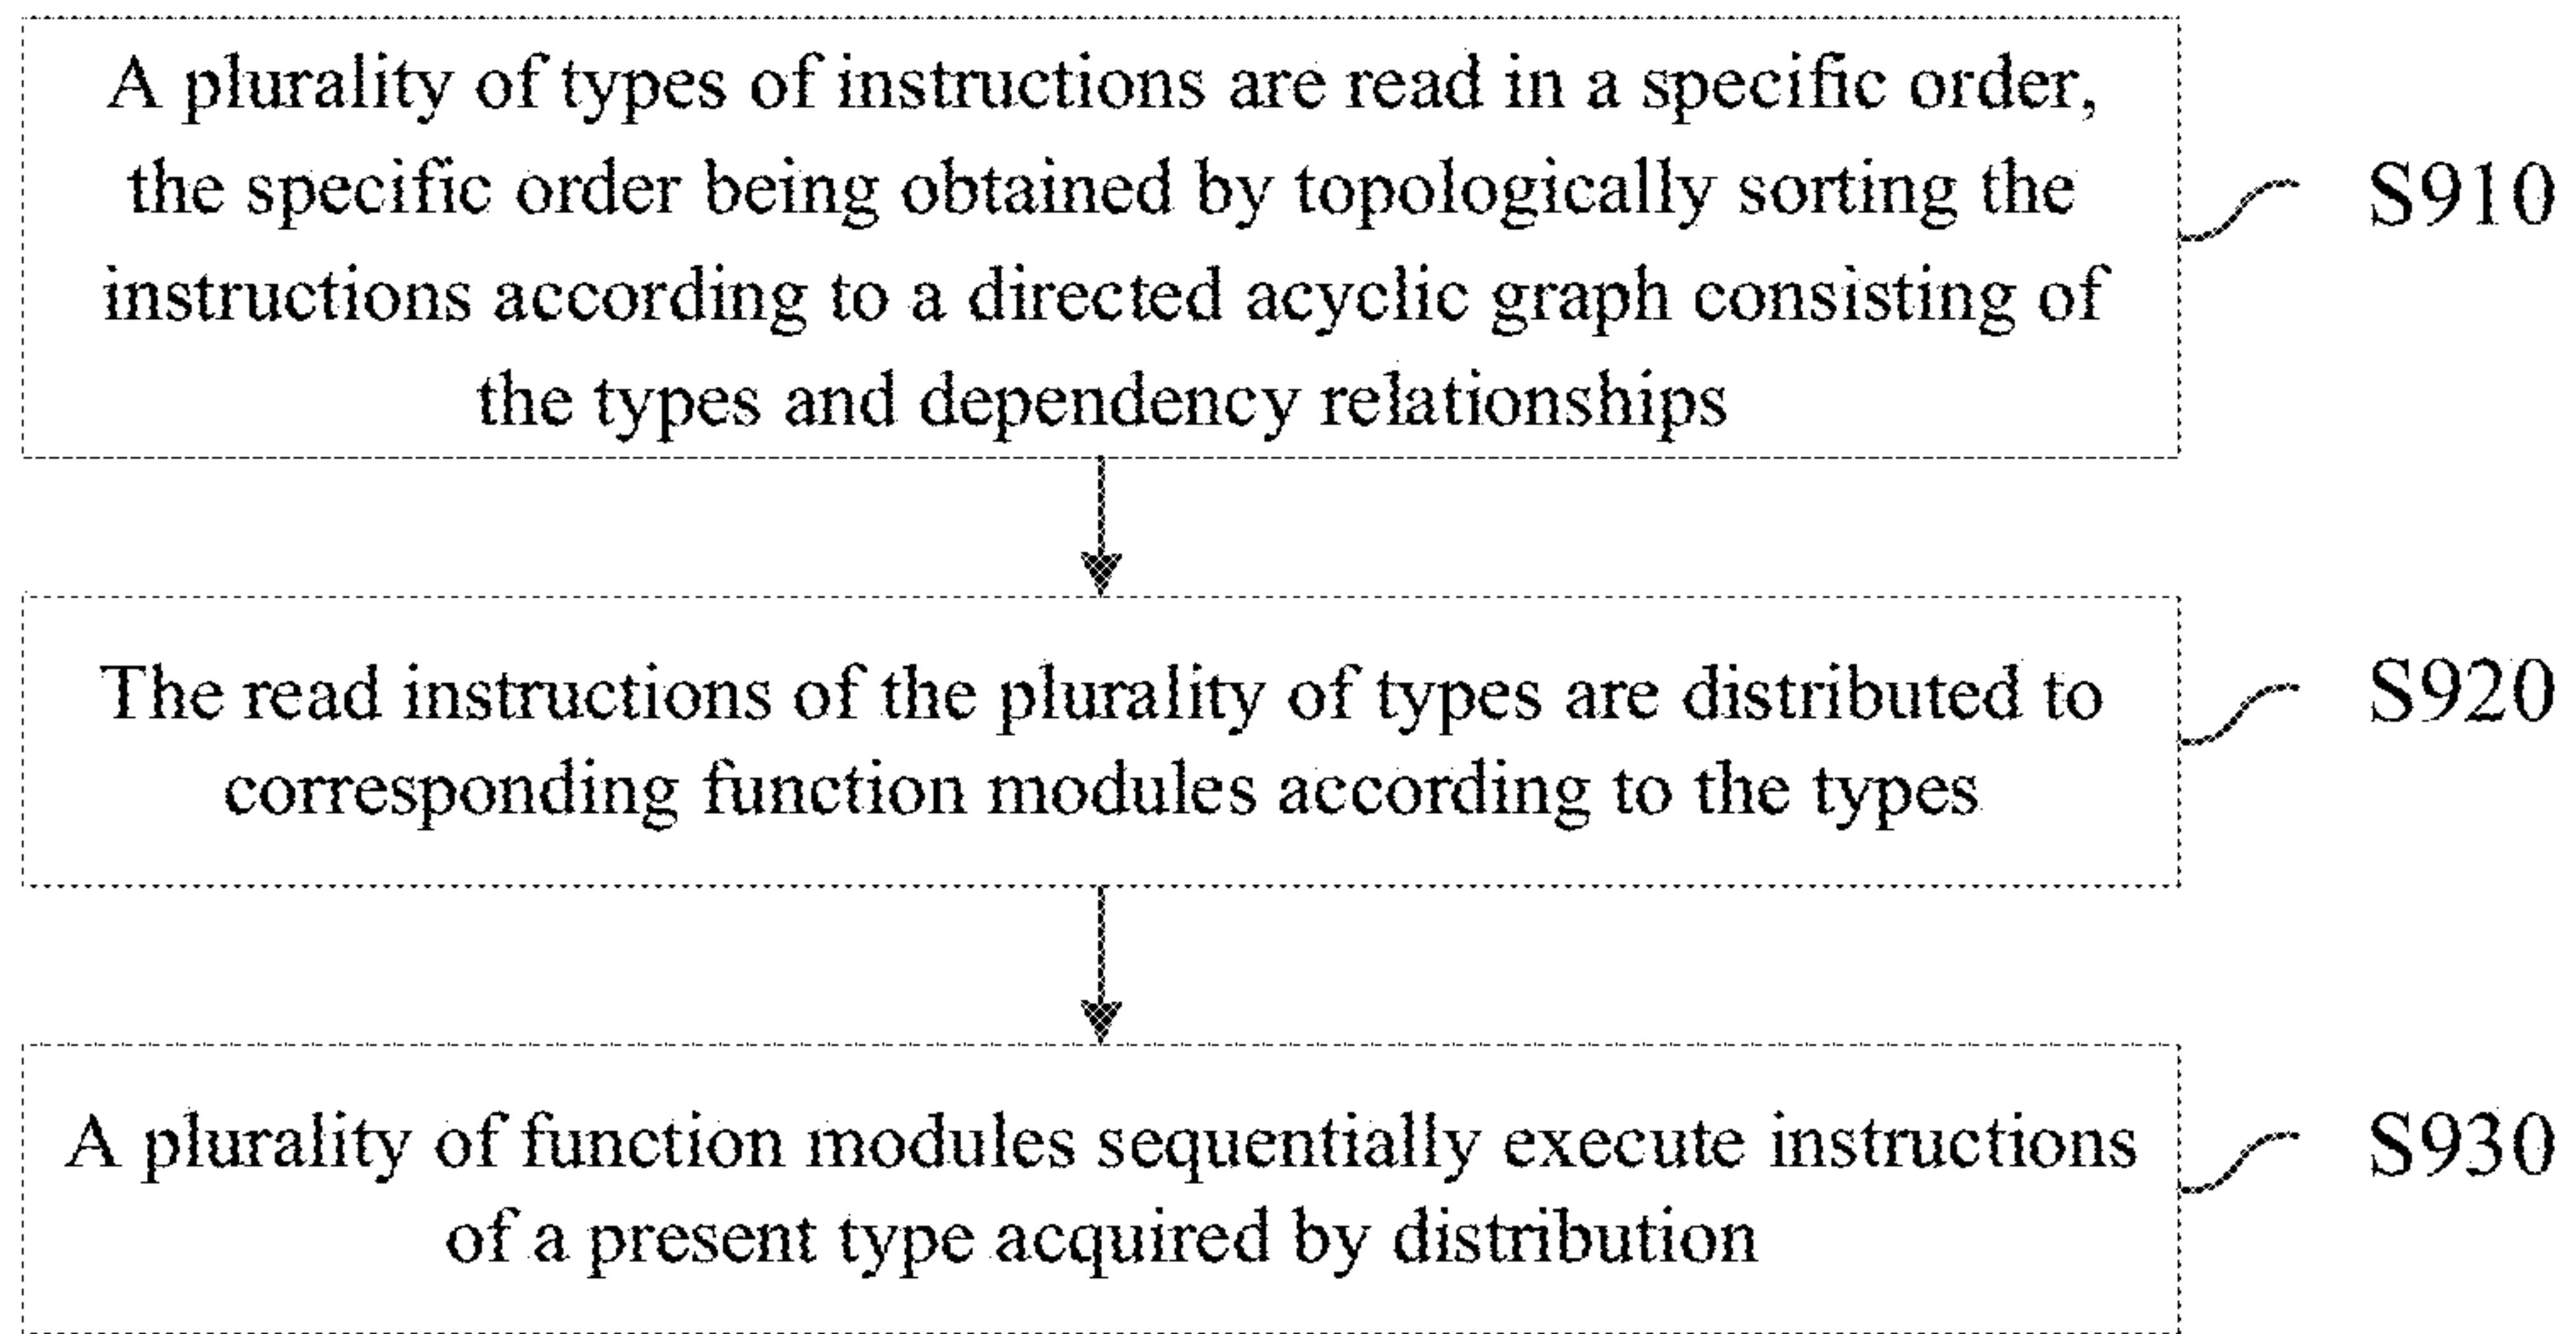 A plurality of types of instructions are read in a specific order,
the specific order being obtained by topologically sorting the
instructions according to a directed acyclic graph consisting of
the types and dependency relationships
S910
The read instructions of the plurality of types are distributed to
corresponding function modules according to the types
S920
A plurality of function modules sequentially execute instructions
of a present type acquired by distribution
S930